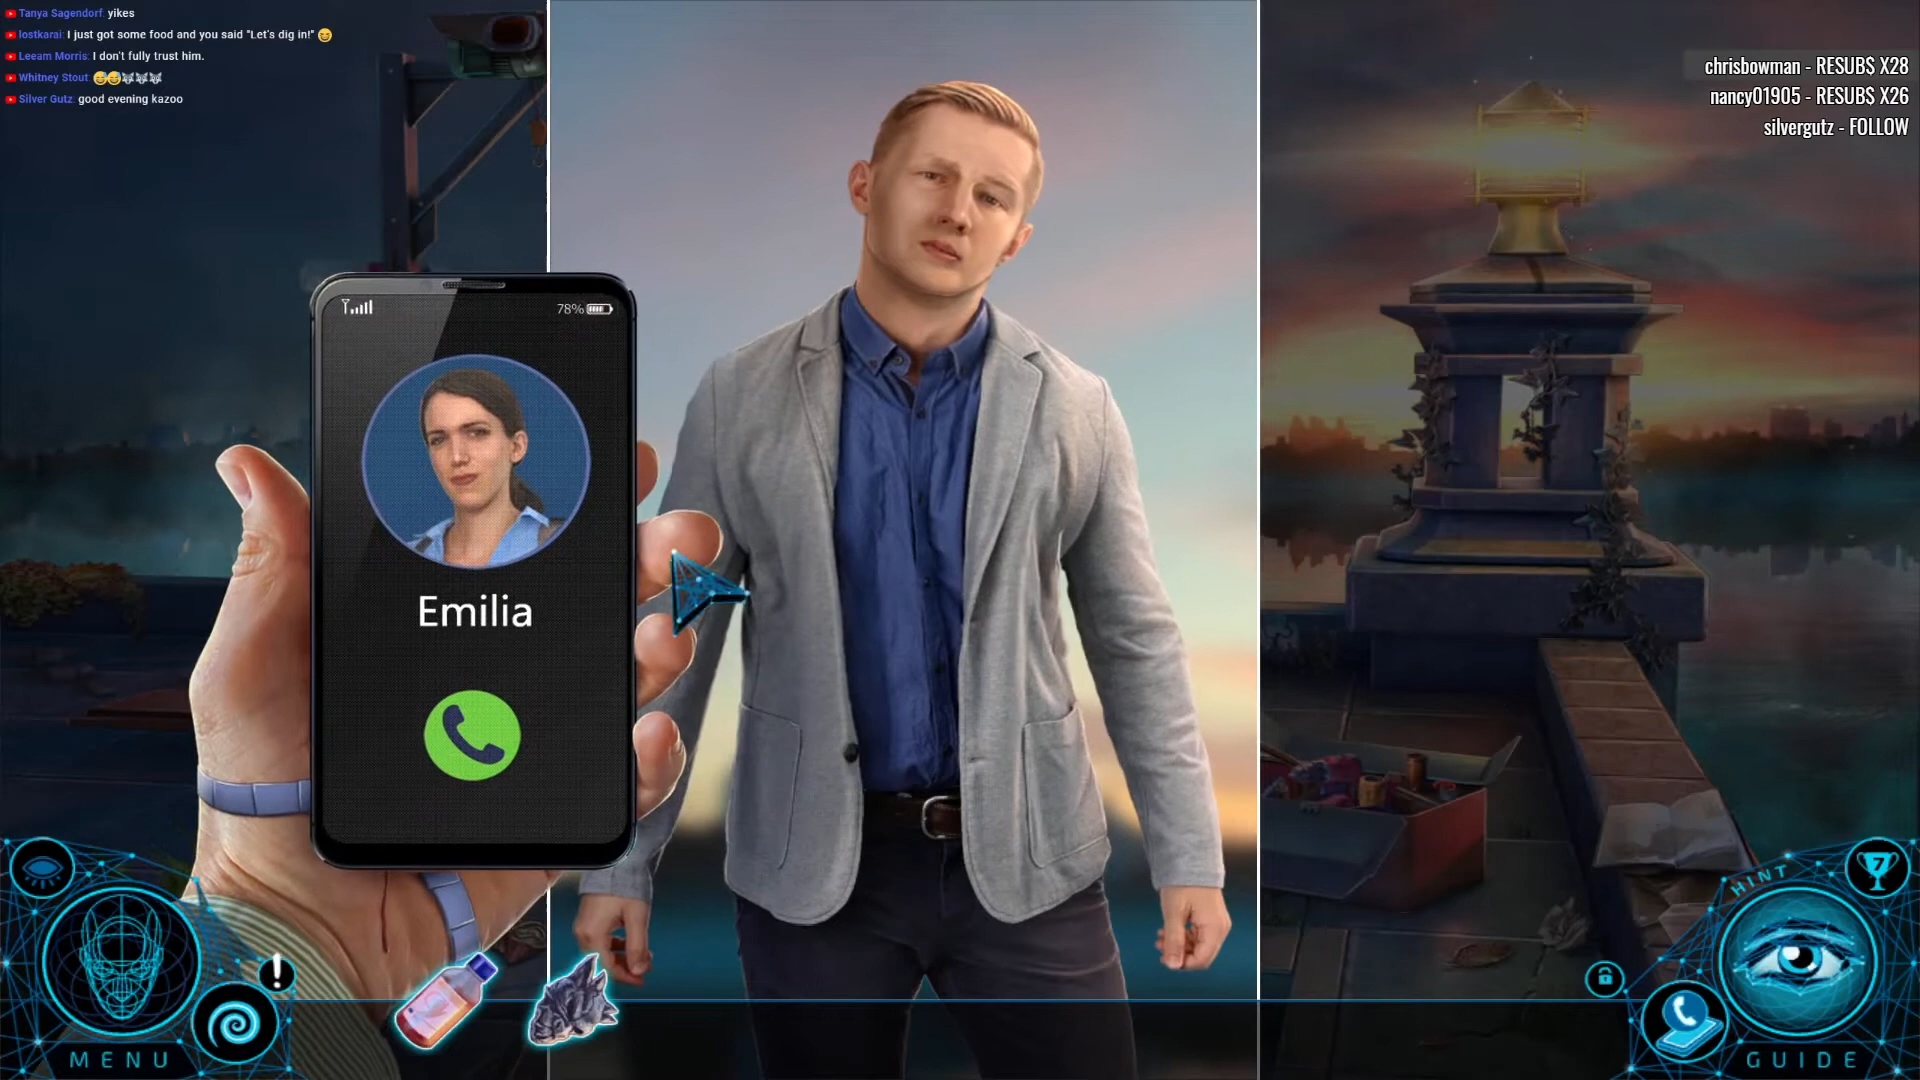 Tanya Sagendorf: yikes
lostkarai: I just got some food and you said "Let's dig in!" 😆
Leeam Morris: I don't fully trust him.
Whitney Stout:
Silver Gutz: good evening kazoo
chrisbowman - RESUB$ X28
nancy01905 - RESUB$ X26
silvergutz - FOLLOW
78%
Emilia
!
7
HINT
MENU
GUIDE